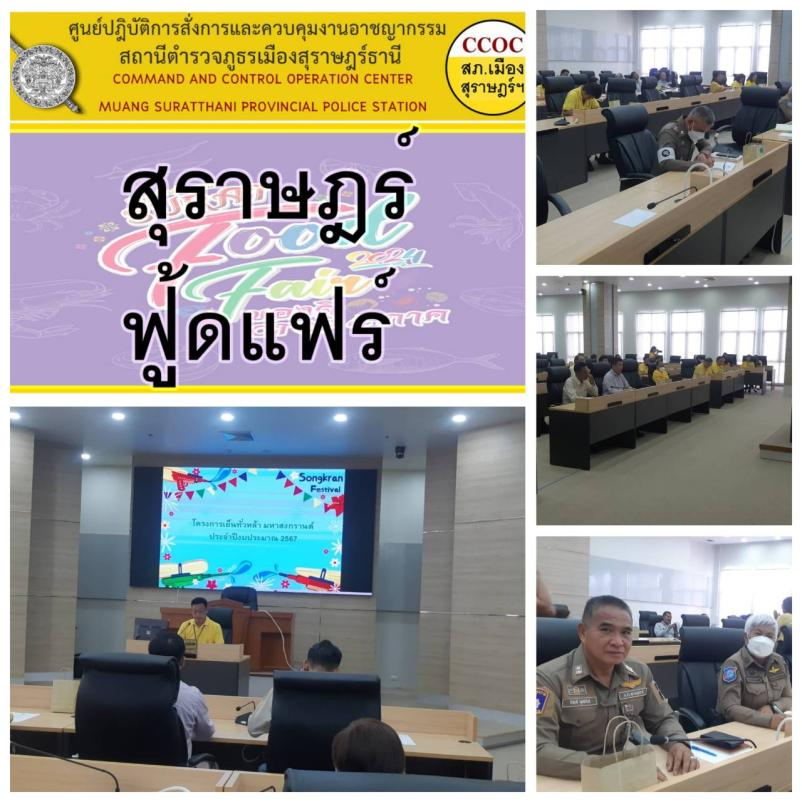 ศูนย์ปฎิบัติการสั่งการและควบคุมงานอาชญากรรม
สถานีตำรวจภูธรเมืองสุราษฎร์ธานี
COMMAND AND CONTROL OPERATION CENTER
MUANG SURATTHANI PROVINCIAL POLICE STATION
CCOC
สภ.เมือง
สุราษฎร์ฯ
สุราษฎร์
ฟู้ดแฟร์
Food
2024
Fair
ภาค
Songkran
Festival
โครงการเย็นทั่วหล้า มหาสงกรานต์
ประจำปีงบประมาณ 2567